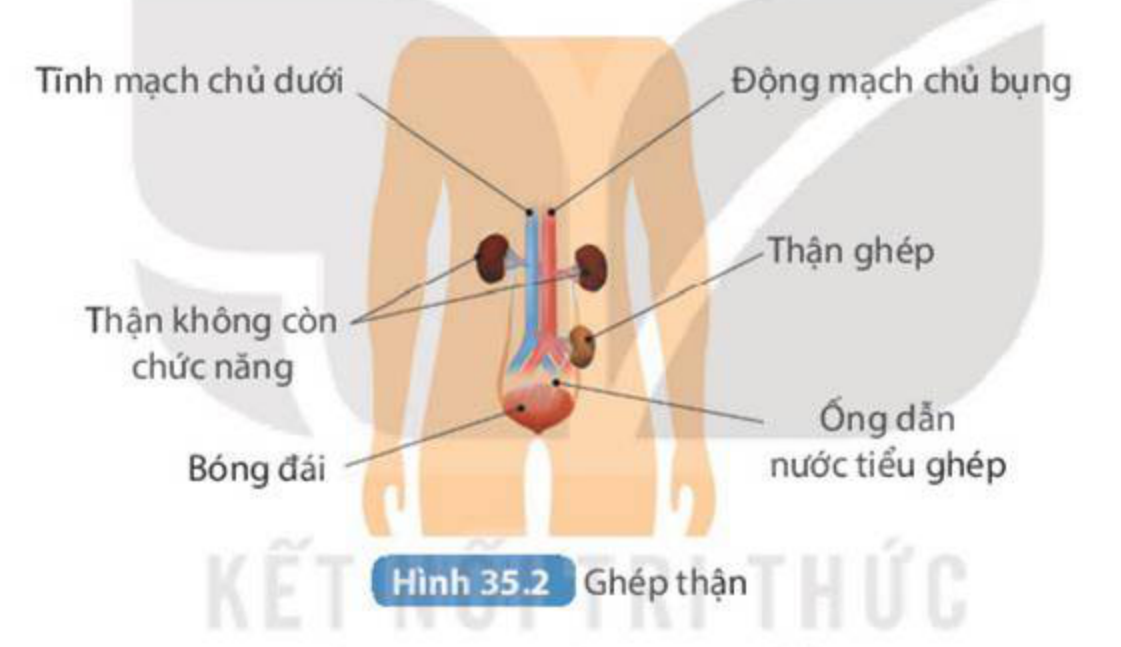 Tĩnh mạch chủ dưới
Động mạch chủ bụng
Thận ghép
Thận không còn
chức năng
Ống dẫn
nước tiểu ghép
Bóng đái
KẾT NỐI TRI THỨC
Hình 35.2 Ghép thận